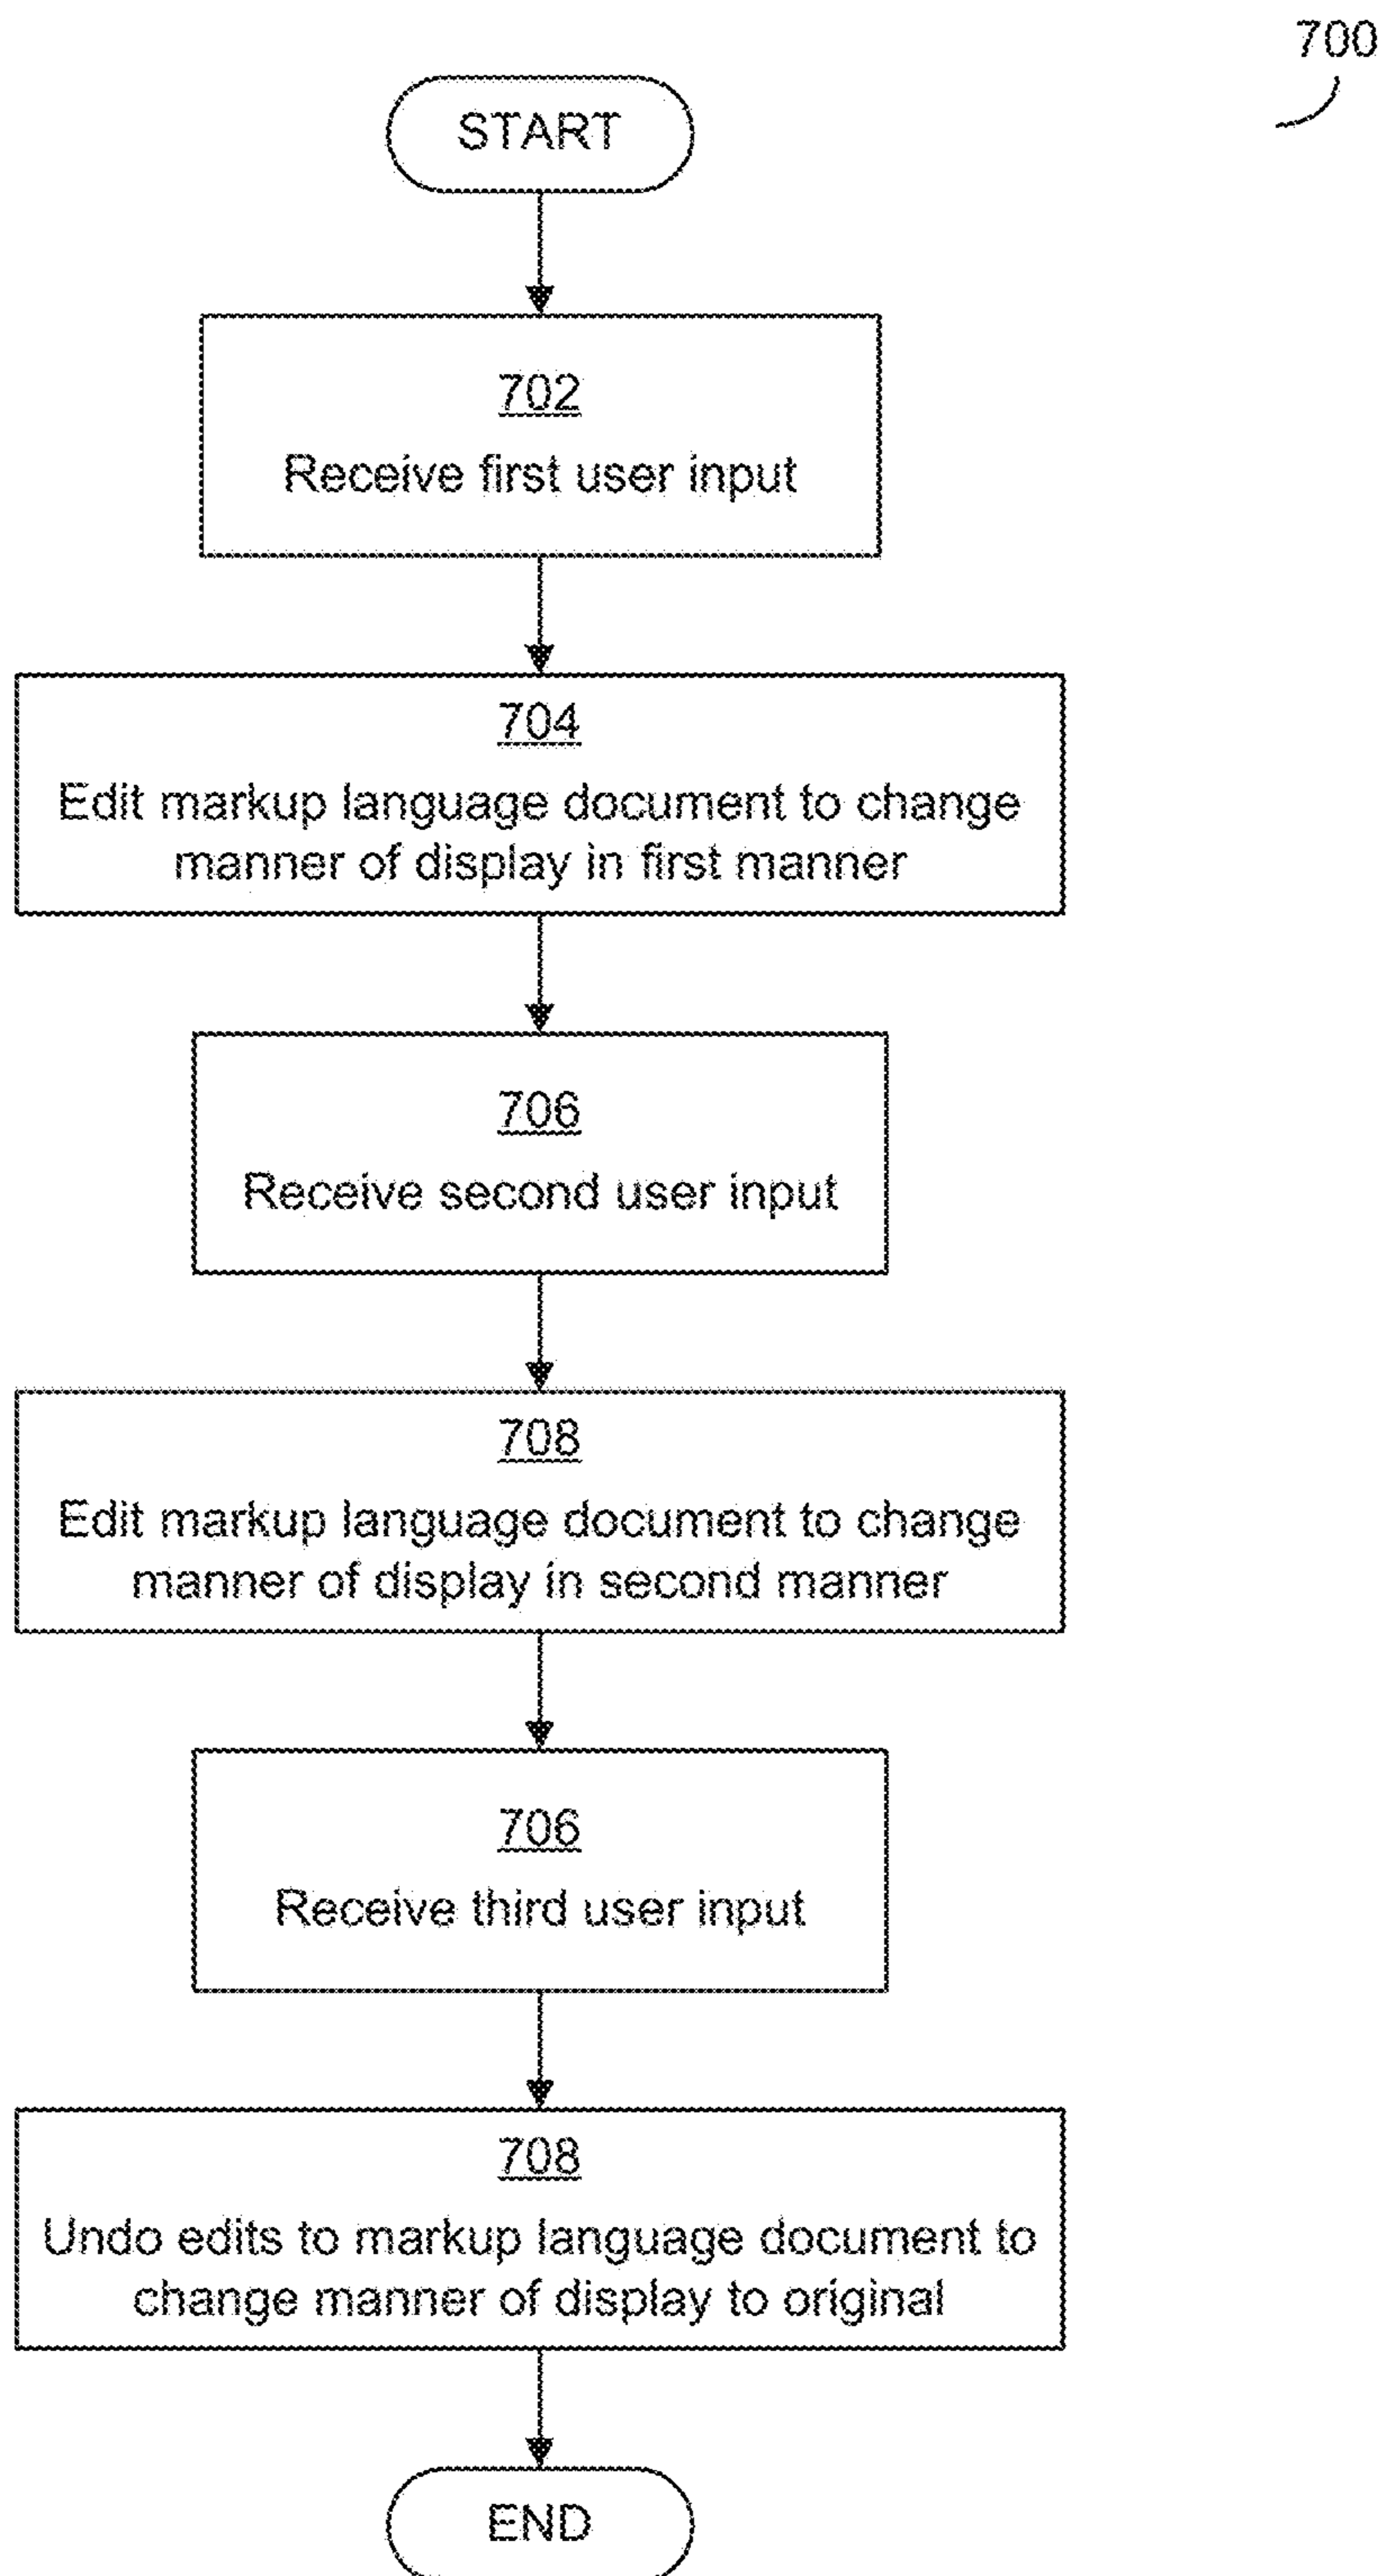 700
START
702
Receive first user input
704
Edit markup language document to change
manner of display in first manner
706
Receive second user input
708
Edit markup language document to change
manner of display in second manner
706
Receive third user input
708
Undo edits to markup language document to
change manner of display to original
END